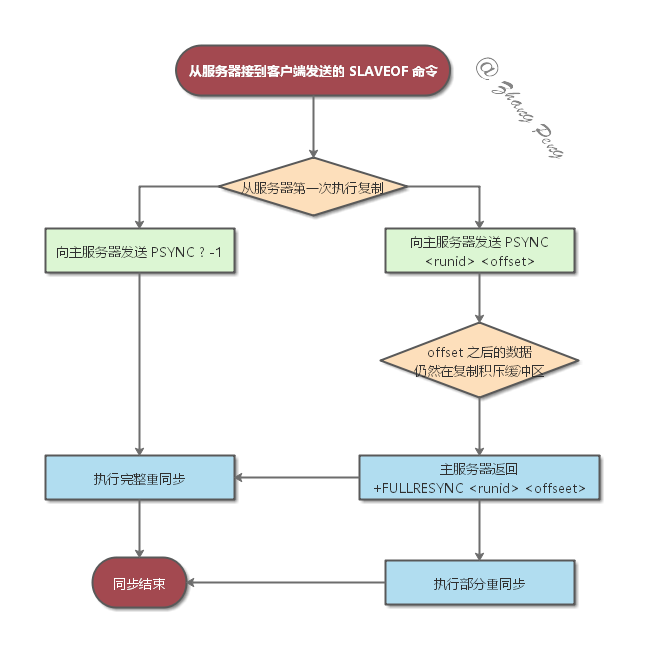 从服务器接到客户端发送的 SLAVEOF 命令
@ Shang Peng
从服务器第一次执行复制
向主服务器发送 PSYNC ? -1
向主服务器发送 PSYNC
<runid> <offset>
offset 之后的数据
仍然在复制积压缓冲区
执行完整重同步
主服务器返回
+FULLRESYNC <runid> <offseet>
同步结束
执行部分重同步